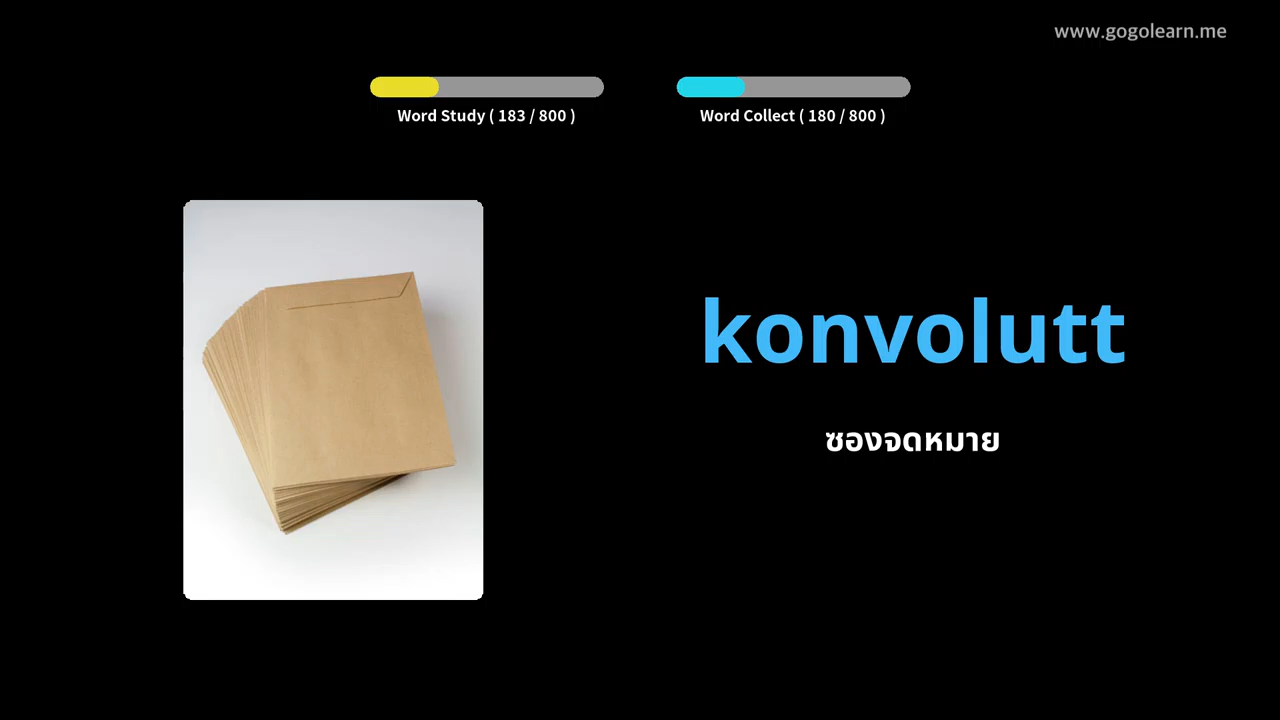 www.gogolearn.me
Word Study ( 183 / 800 )
Word Collect ( 180 / 800 )
konvolutt
ซองจดหมาย